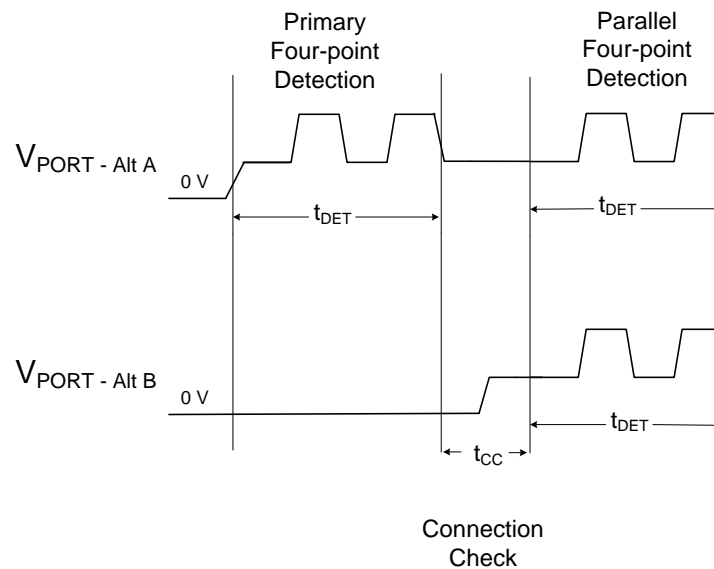 Primary
Four-point
Detection
Parallel
Four-point
Detection
VPORT - Alt A
0 V
tDET
tDET
VPORT - Alt B
0 V
tDET
tCC
Connection
Check